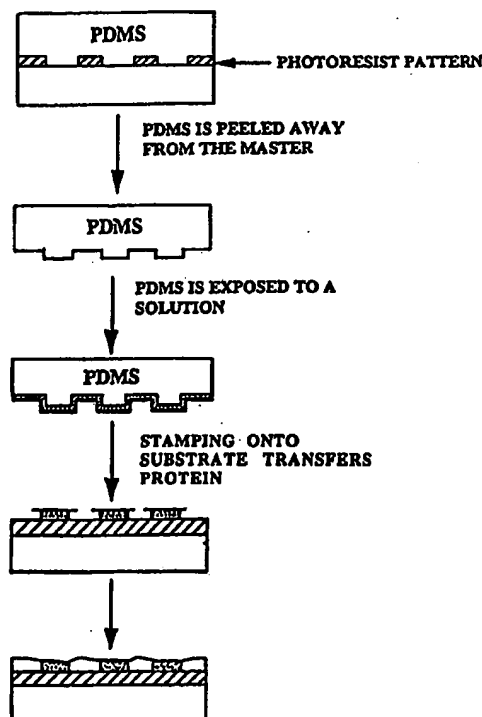 PDMS
PHOTORESIST PATTERN
PDMS IS PEELED AWAY
FROM THE MASTER
PDMS
PDMS IS EXPOSED TO A
SOLUTION
PDMS
STAMPING ONTO
SUBSTRATE TRANSFERS
PROTEIN